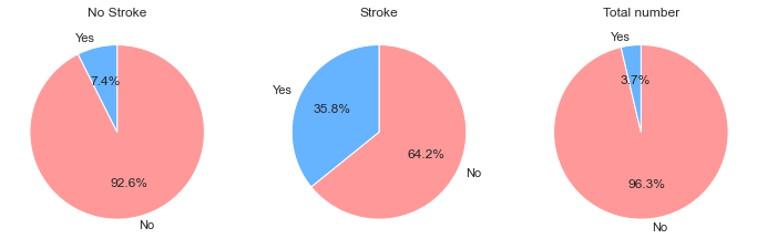 No Stroke
Yes
7.4%
92.6%
No
Stroke
Yes
35.8%
64.2%
No
Total number
Yes
3.7%
96.3%
No